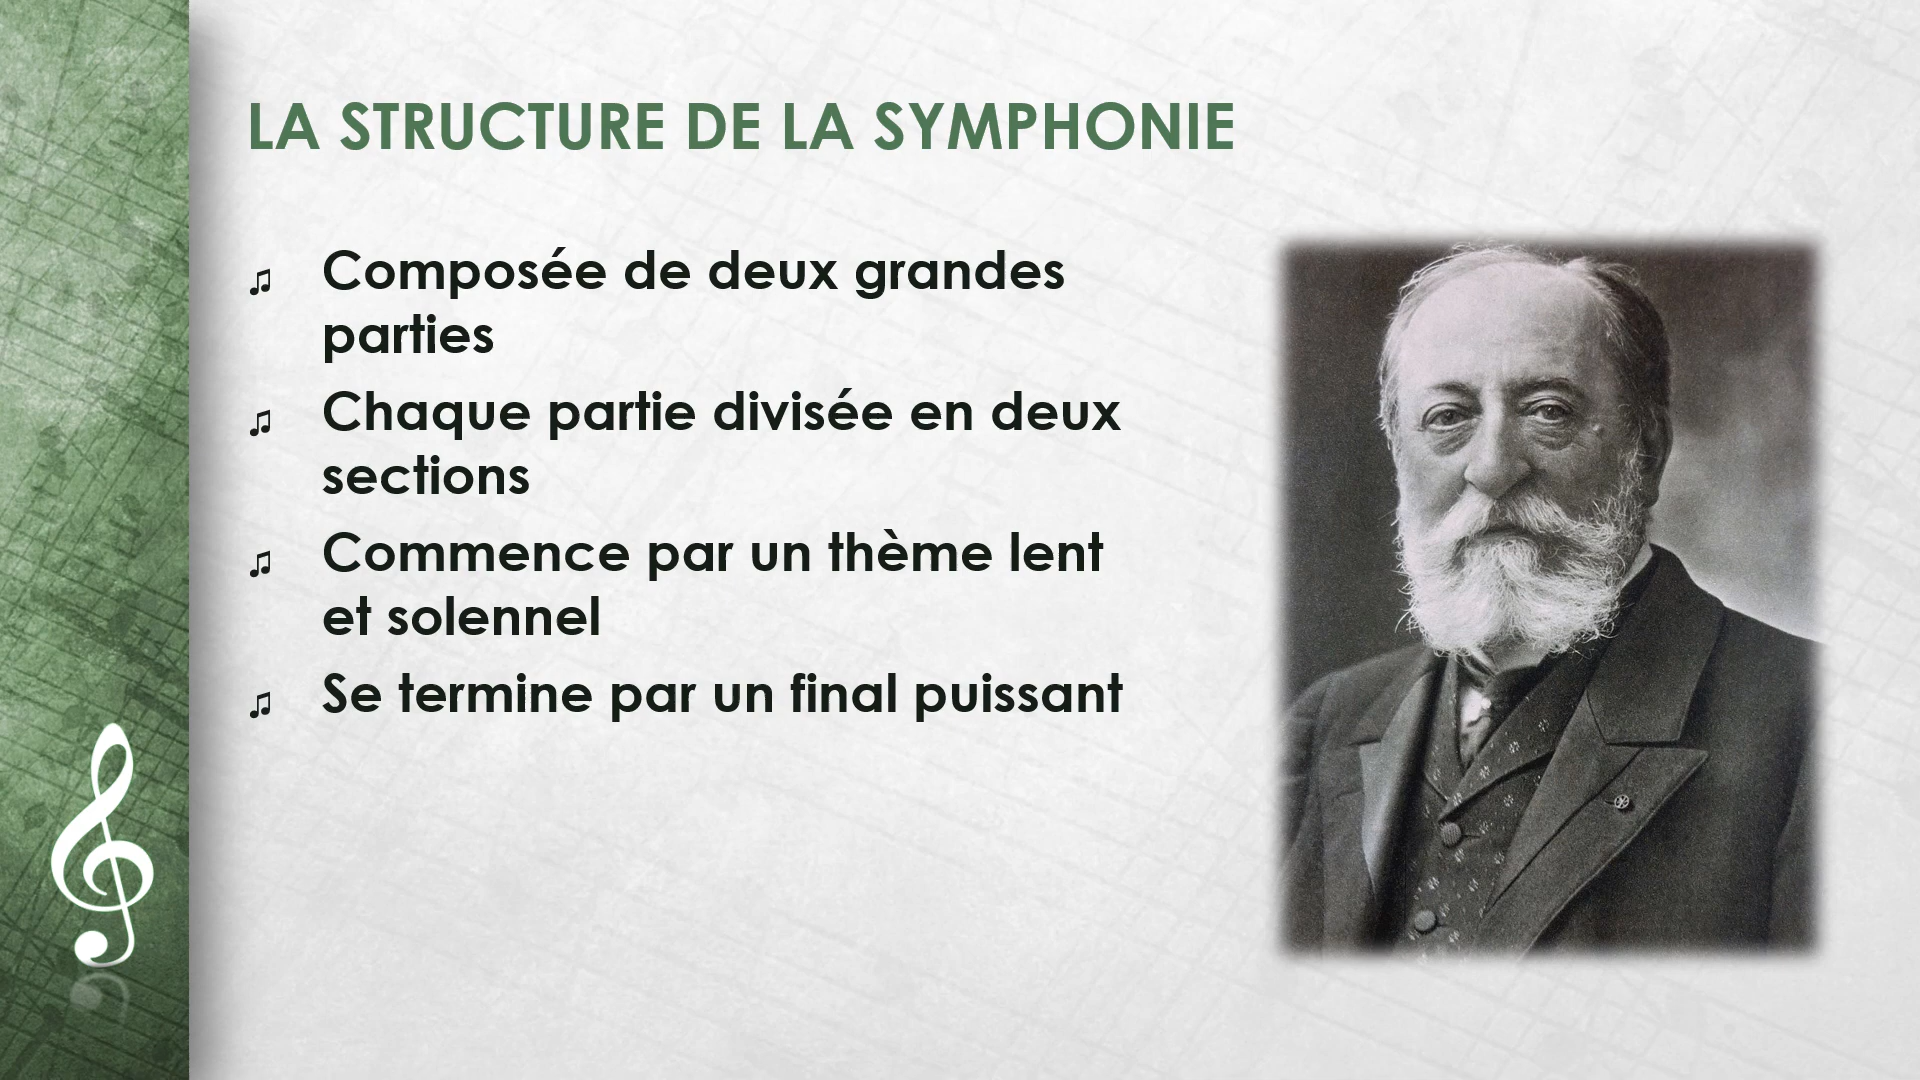 LA STRUCTURE DE LA SYMPHONIE
♫ Composée de deux grandes
parties
♫ Chaque partie divisée en deux
sections
♫ Commence par un thème lent
et solennel
♫ Se termine par un final puissant